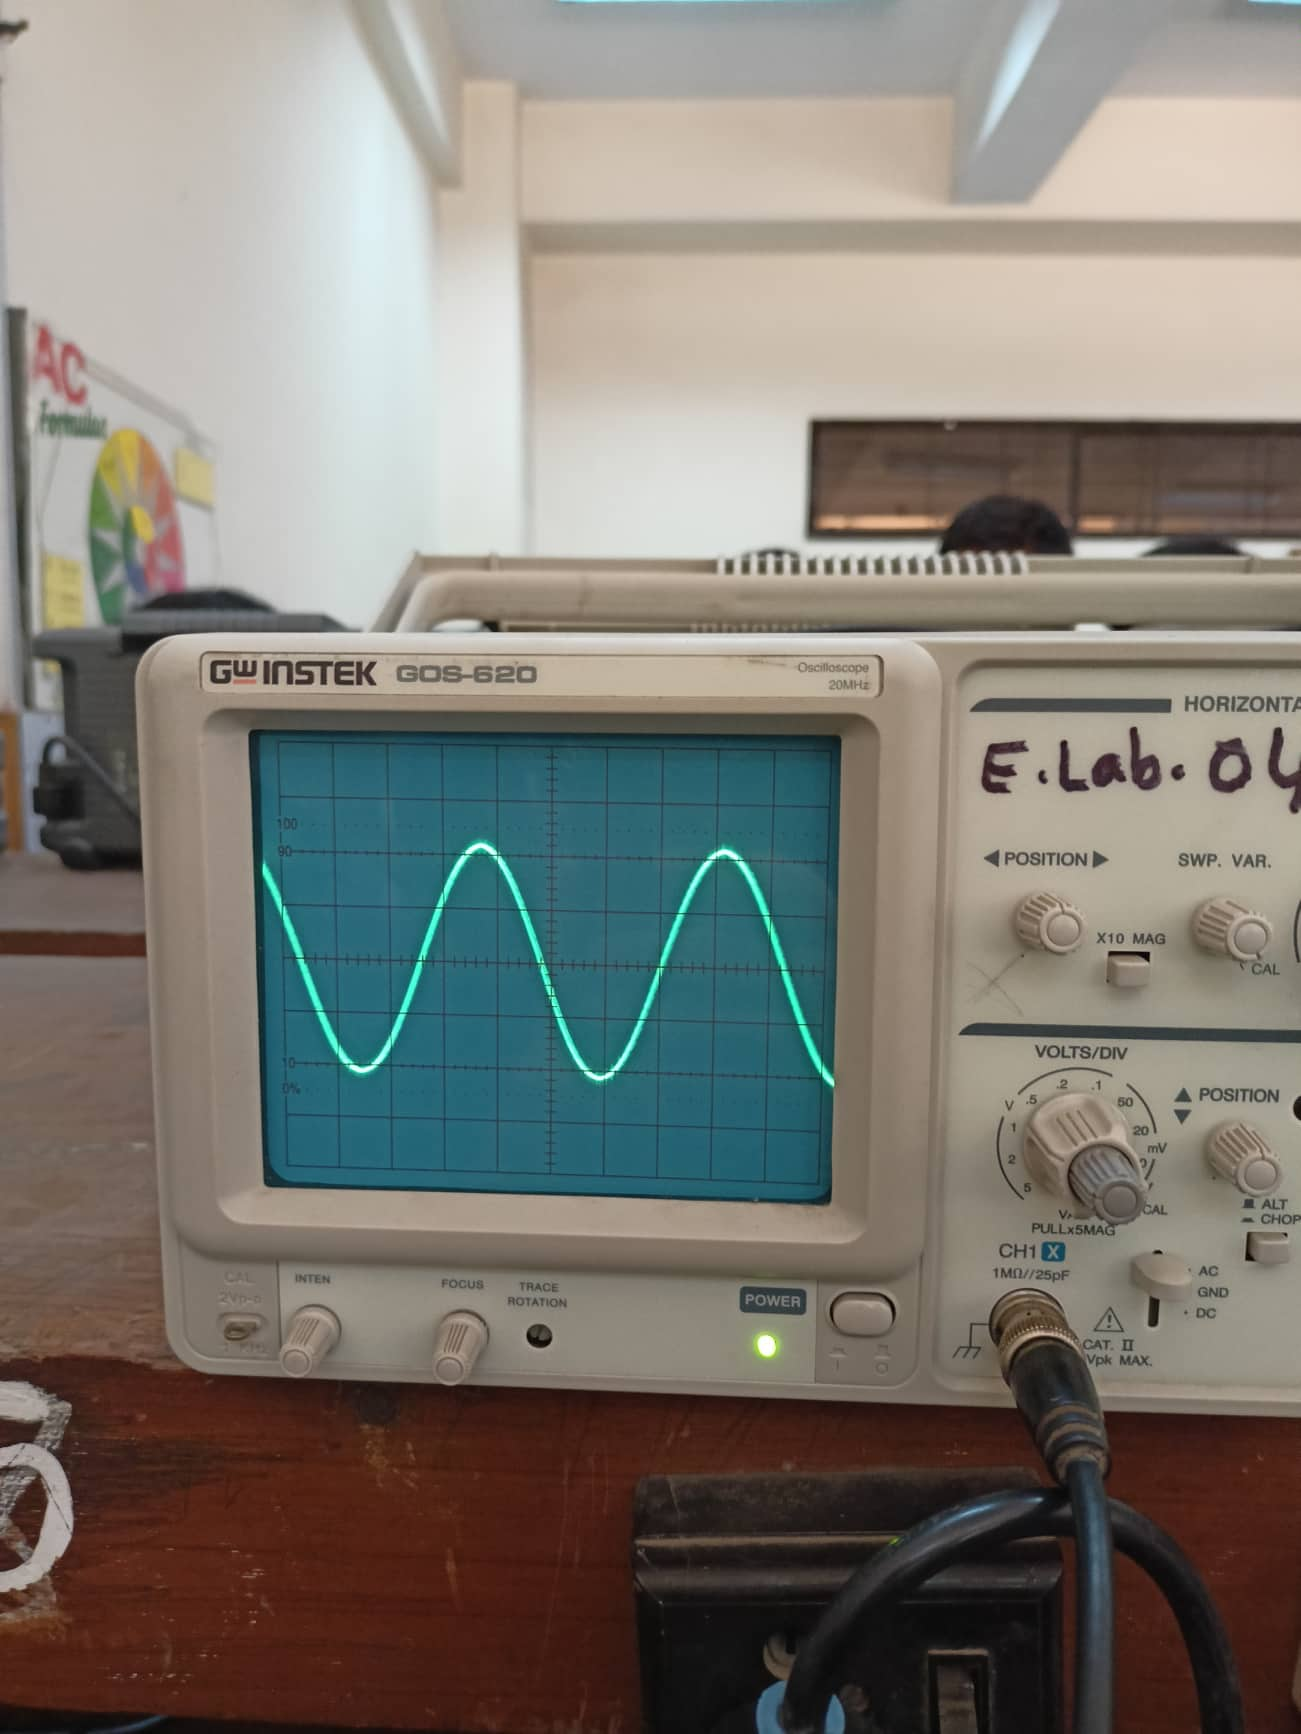 AC
Formulas
GWINSTEK GOS-620
Oscilloscope
20MHz
HORIZONTA
E.Lab.04
100
90
10
0%
◀POSITION▶
SWP. VAR.
X10 MAG
CAL
VOLTS/DIV
.2 .1
V .5 50
1 20
mV
2
5
CAL
PULLx5MAG
CH1 X
1MΩ//25pF
▲ POSITION
▼
ALT
CHOP
AC
GND
DC
CAT. II
Vpk MAX.
CAL
2Vp-p
INTEN
FOCUS
TRACE
ROTATION
POWER